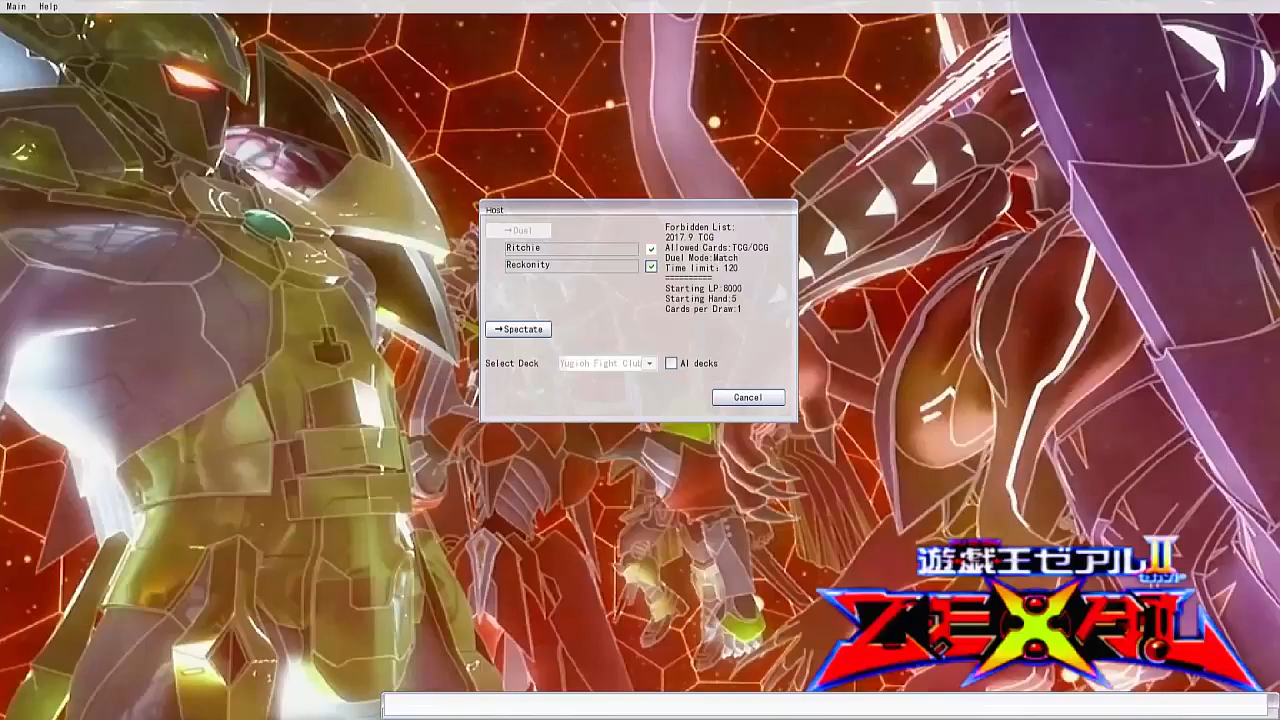 Main Help
Host
→Duel
Ritchie
Reckonity
Forbidden List:
2017.9 TCG
Allowed Cards:TCG/OCG
Duel Mode:Match
Time limit: 120
----------
Starting LP:8000
Starting Hand:5
Cards per Draw:1
→Spectate
Select Deck Yugioh Fight Club AI decks
Cancel
遊戯王ゼアルII
セカンド
ZEXAL